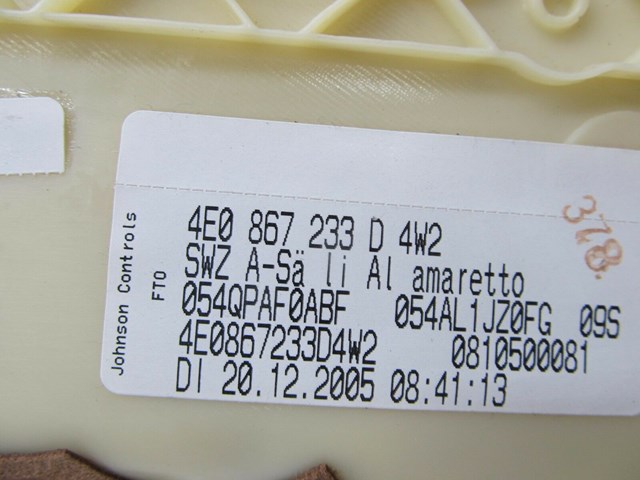 4E0 867 233 D 4W2
SWZ A-Sä li Al amaretto
054QPAF0ABF 054AL1JZ0FG 09S
4E0867233D4W2 0810500081
DI 20.12.2005 08:41:13
Johnson Controls
FTO
378